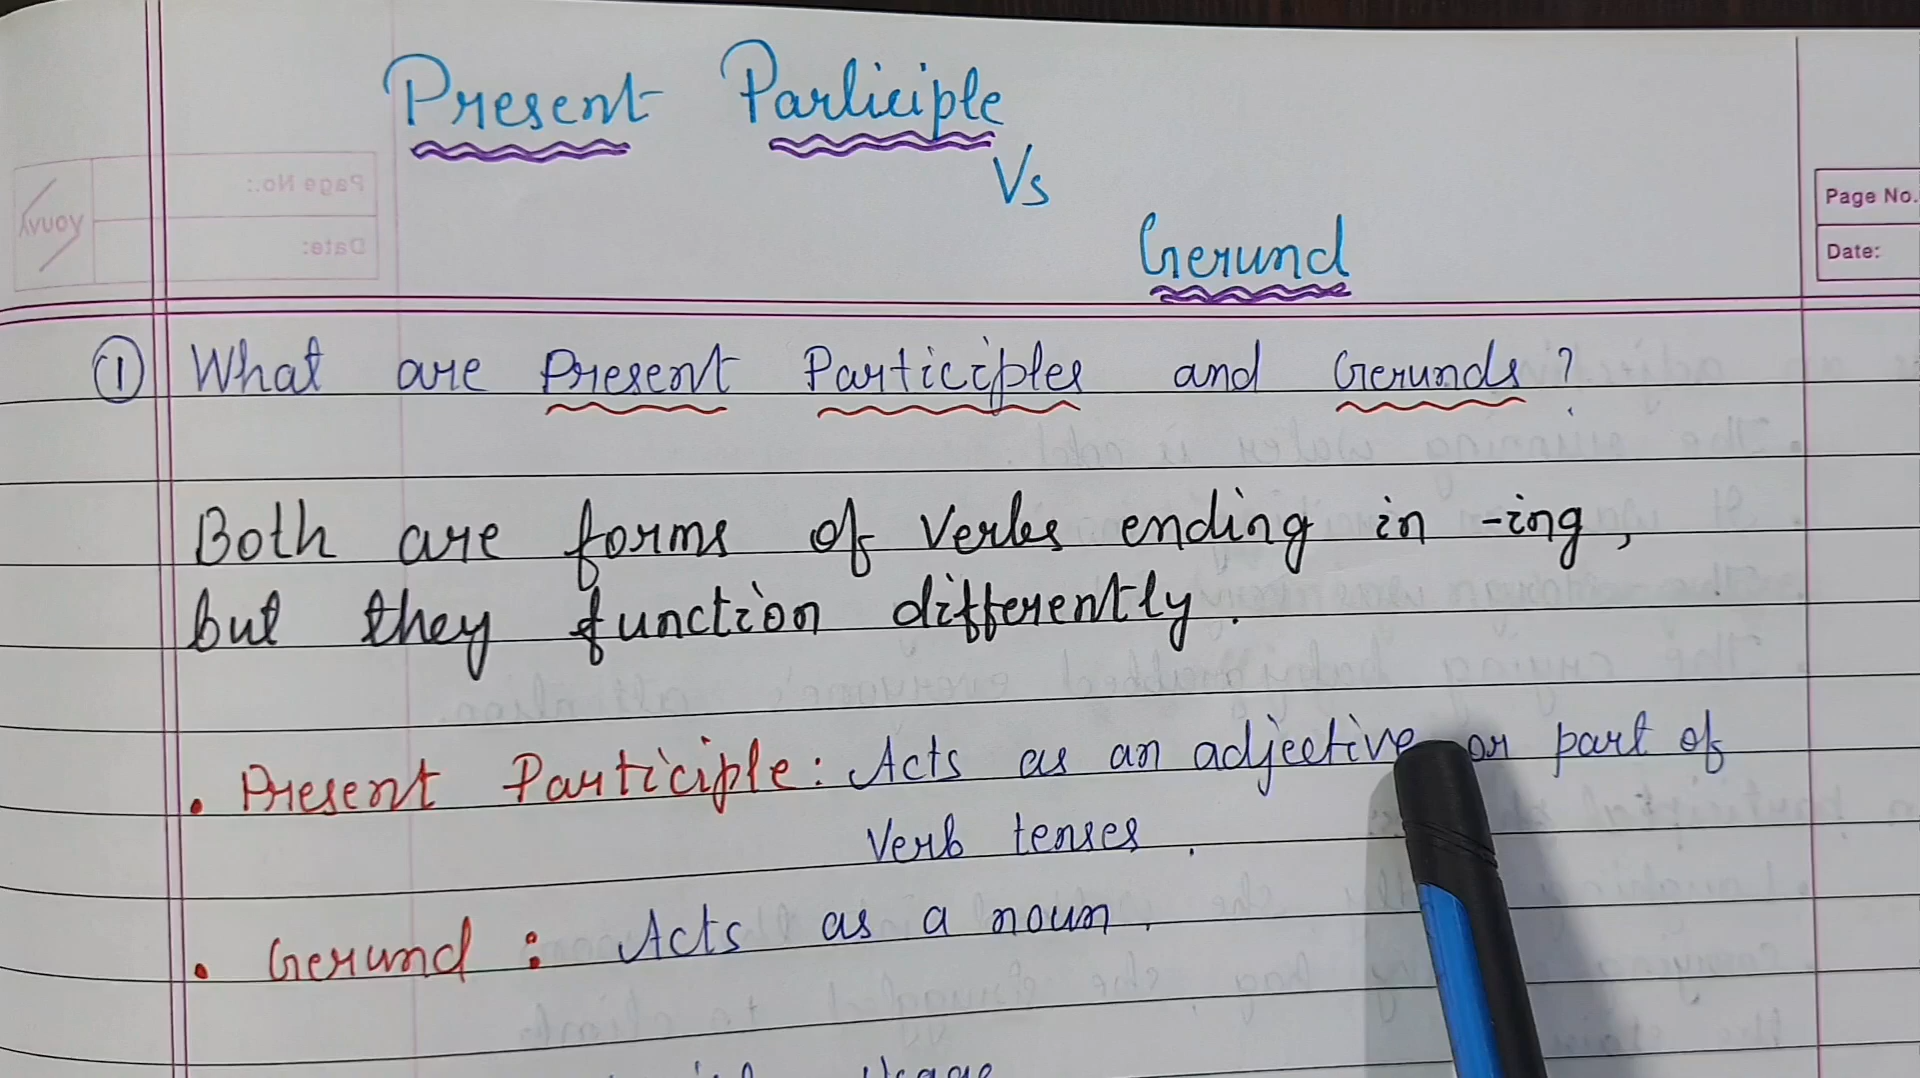 Present Participle
Vs
Gerund
Page No.
Date:
① What are Present Participles and Gerunds?
Both are forms of Verbs ending in -ing,
but they function differently.
• Present Participle: Acts as an adjective or part of
Verb tenses.
• Gerund: Acts as a noun.
Usage